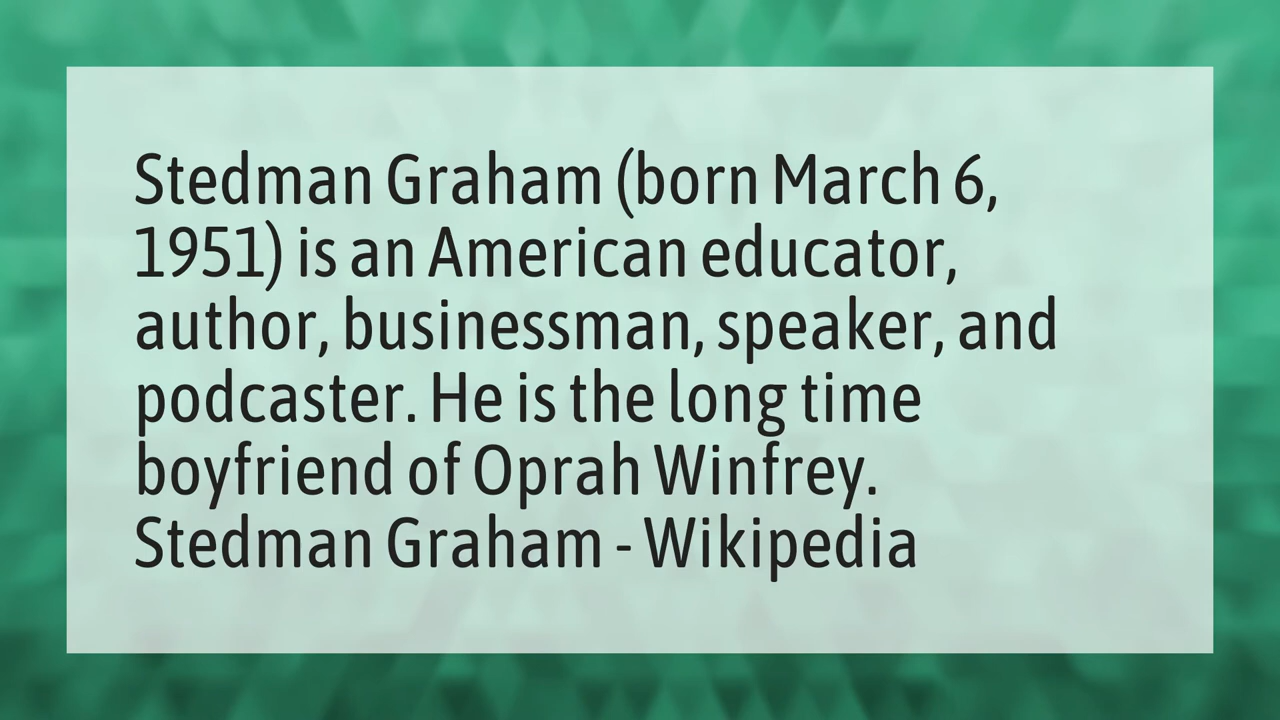 Stedman Graham (born March 6,
1951) is an American educator,
author, businessman, speaker, and
podcaster. He is the long time
boyfriend of Oprah Winfrey.
Stedman Graham - Wikipedia